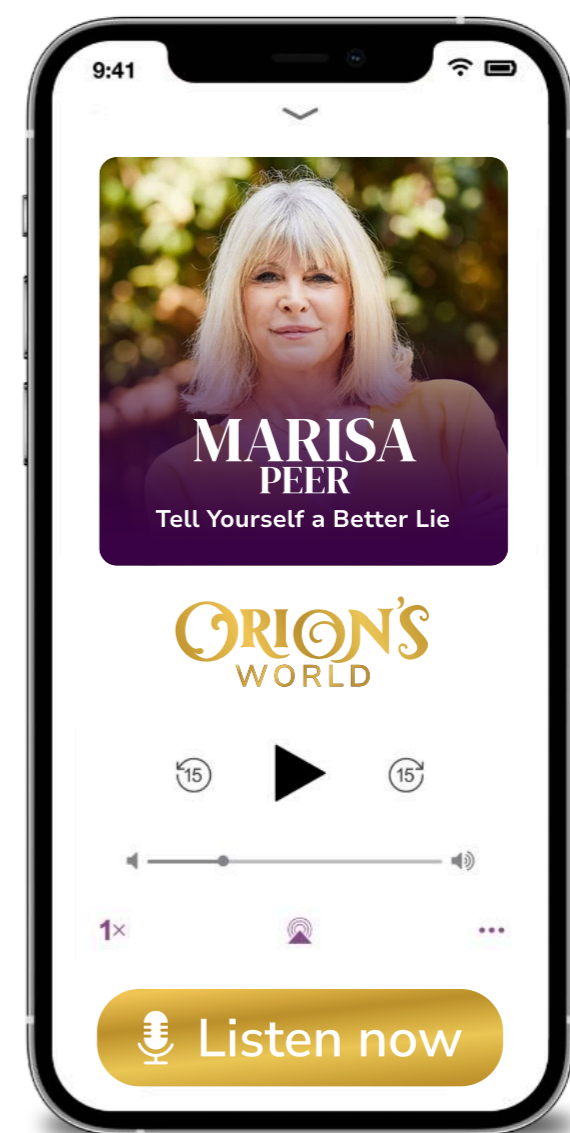 9:41
MARISA
PEER
Tell Yourself a Better Lie
ORION'S
WORLD
15
15
1×
Listen now